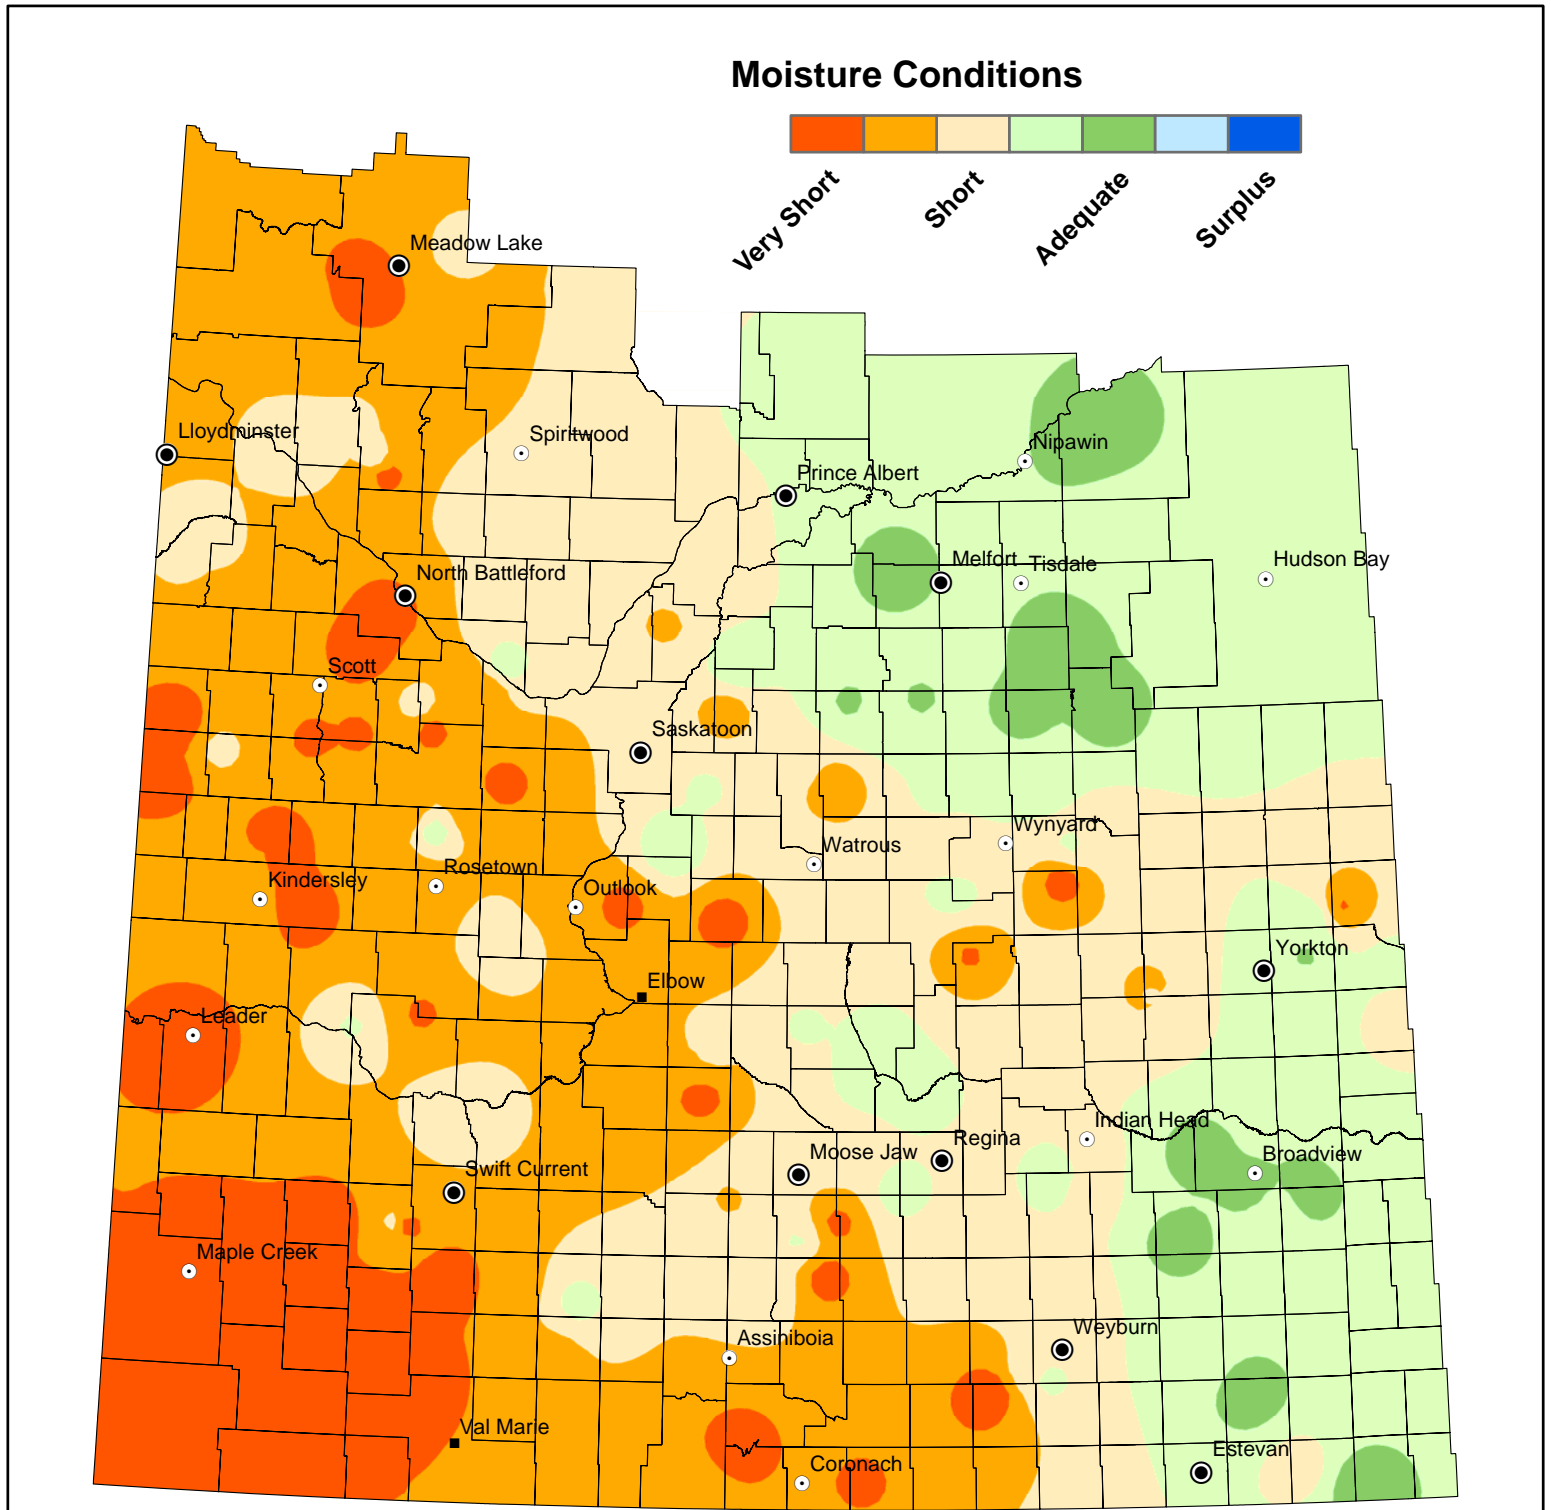 Moisture Conditions
Very Short
Short
Adequate
Surplus
Meadow Lake
Lloydminster
Spiritwood
Nipawin
Prince Albert
North Battleford
Melfort
Tisdale
Hudson Bay
Scott
Saskatoon
Watrous
Wynyard
Kindersley
Rosetown
Outlook
Yorkton
Elbow
Leader
Indian Head
Moose Jaw
Regina
Broadview
Swift Current
Maple Creek
Assiniboia
Weyburn
Val Marie
Coronach
Estevan